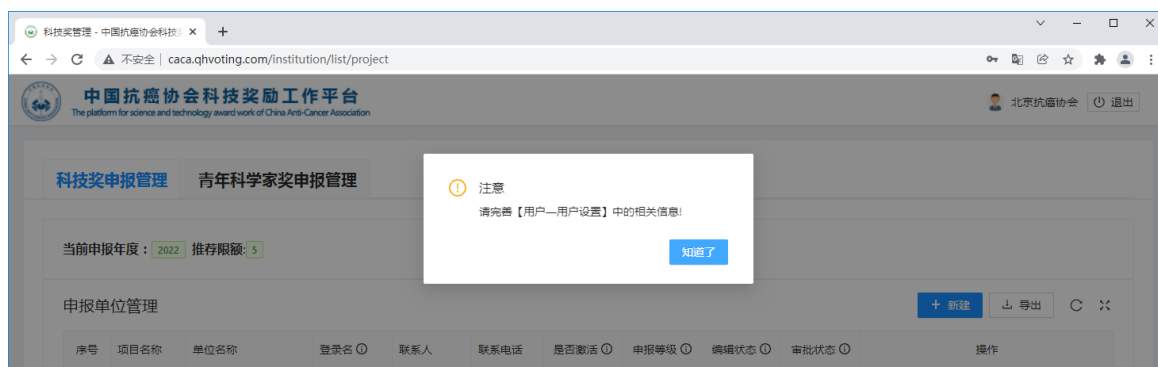 科技奖管理 - 中国抗癌协会科技
不安全 | caca.qhvoting.com/institution/list/project
中国抗癌协会科技奖励工作平台
The platform for science and technology award work of China Anti-Cancer Association
北京抗癌协会 退出
科技奖申报管理 青年科学家奖申报管理
注意
请完善【用户—用户设置】中的相关信息!
知道了
当前申报年度： 2022 推荐限额: 5
申报单位管理
+ 新建 导出
序号 项目名称 单位名称 登录名 联系人 联系电话 是否激活 申报等级 编辑状态 审批状态 操作